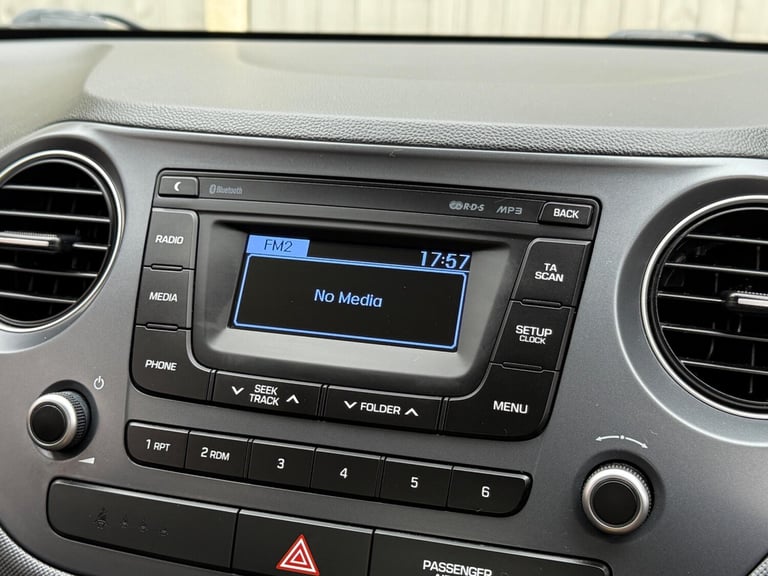 Bluetooth
R·D·S MP3 BACK
RADIO
FM2 17:57
TA
SCAN
MEDIA
No Media
SETUP
CLOCK
PHONE
SEEK
TRACK
FOLDER
MENU
1 RPT 2 RDM 3 4 5 6
PASSENGER